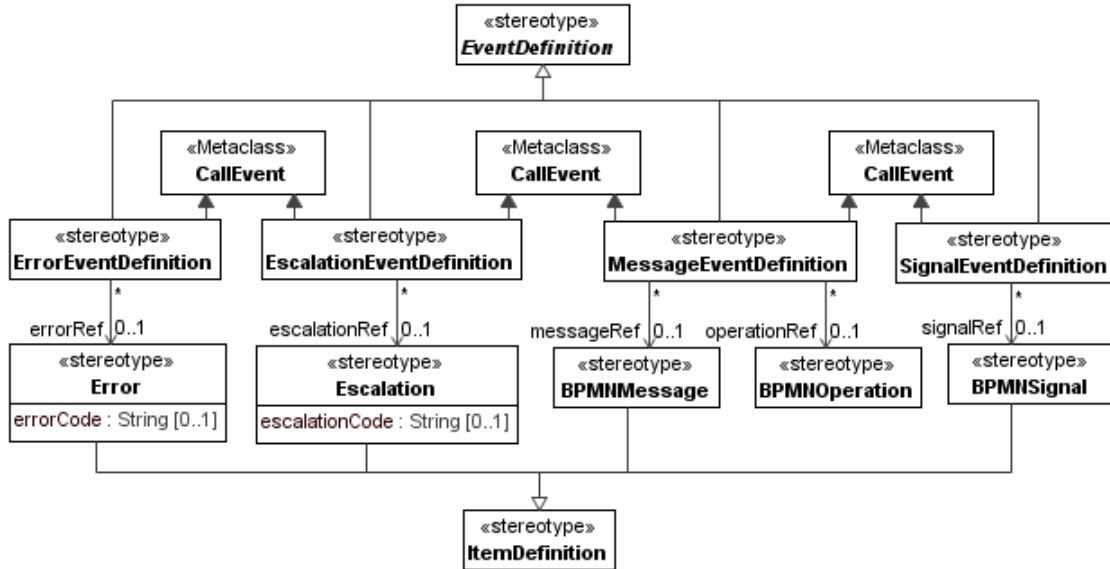 «stereotype»
EventDefinition
«Metaclass»
CallEvent
«Metaclass»
CallEvent
«Metaclass»
CallEvent
«stereotype»
ErrorEventDefinition
«stereotype»
EscalationEventDefinition
«stereotype»
MessageEventDefinition
«stereotype»
SignalEventDefinition
*
*
*
*
*
errorRef 0..1
escalationRef 0..1
messageRef 0..1
operationRef 0..1
signalRef 0..1
«stereotype»
Error
errorCode : String [0..1]
«stereotype»
Escalation
escalationCode : String [0..1]
«stereotype»
BPMNMessage
«stereotype»
BPMNOperation
«stereotype»
BPMNSignal
«stereotype»
ItemDefinition